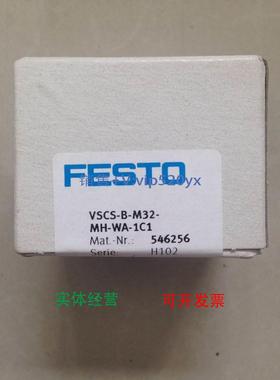 FESTO
VSCS-B-M32-
MH-WA-1C1
Mat.-Nr.: 546256
Serie: H102
实体经营 可开发票